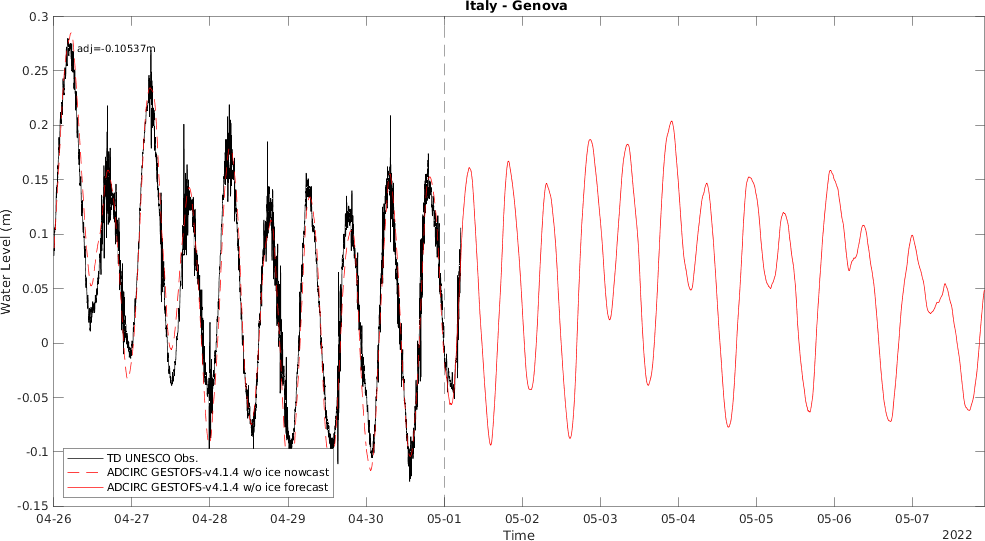 Italy - Genova
0.3
0.25
0.2
0.15
0.1
0.05
0
-0.05
-0.1
-0.15
Water Level (m)
adj=-0.10537m
TD UNESCO Obs.
ADCIRC GESTOFS-v4.1.4 w/o ice nowcast
ADCIRC GESTOFS-v4.1.4 w/o ice forecast
04-26 04-27 04-28 04-29 04-30 05-01 05-02 05-03 05-04 05-05 05-06 05-07
Time
2022